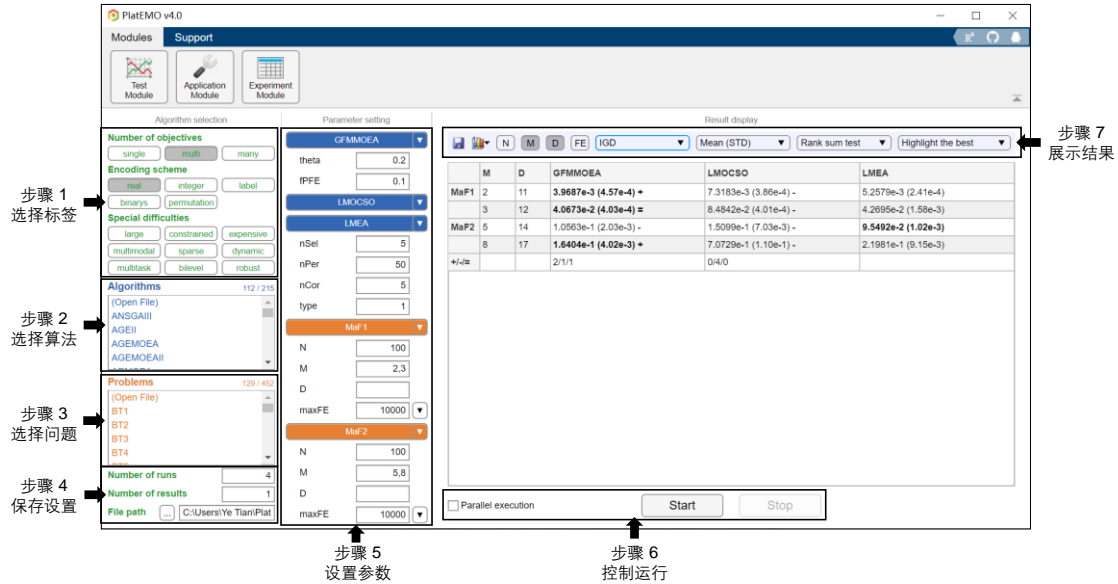 PlatEMO v4.0
Modules Support
Test Module
Application Module
Experiment Module
Algorithm selection
Parameter setting
Result display
步骤 1
选择标签
Number of objectives
single multi many
Encoding scheme
real integer label
binarys permutation
Special difficulties
large constrained expensive
multimodal sparse dynamic
multitask bilevel robust
步骤 2
选择算法
Algorithms 112 / 215
(Open File)
ANSGAIII
AGEII
AGEMOEA
AGEMOEAII
步骤 3
选择问题
Problems 129 / 452
(Open File)
BT1
BT2
BT3
BT4
步骤 4
保存设置
Number of runs 4
Number of results 1
File path ... C:\Users\Ye Tian\Plat
GFMMOEA
theta 0.2
fPFE 0.1
LMOCSO
LMEA
nSel 5
nPer 50
nCor 5
type 1
MaF1
N 100
M 2,3
D
maxFE 10000
MaF2
N 100
M 5,8
D
maxFE 10000
步骤 5
设置参数
N M D FE IGD Mean (STD) Rank sum test Highlight the best
步骤 7
展示结果
M D GFMMOEA LMOCSO LMEA
MaF1 2 11 3.9687e-3 (4.57e-4) + 7.3183e-3 (3.86e-4) - 5.2579e-3 (2.41e-4)
3 12 4.0673e-2 (4.03e-4) = 8.4842e-2 (4.01e-4) - 4.2695e-2 (1.58e-3)
MaF2 5 14 1.0563e-1 (2.03e-3) - 1.5099e-1 (7.03e-3) - 9.5492e-2 (1.02e-3)
8 17 1.6404e-1 (4.02e-3) + 7.0729e-1 (1.10e-1) - 2.1981e-1 (9.15e-3)
+/-/= 2/1/1 0/4/0
Parallel execution Start Stop
步骤 6
控制运行